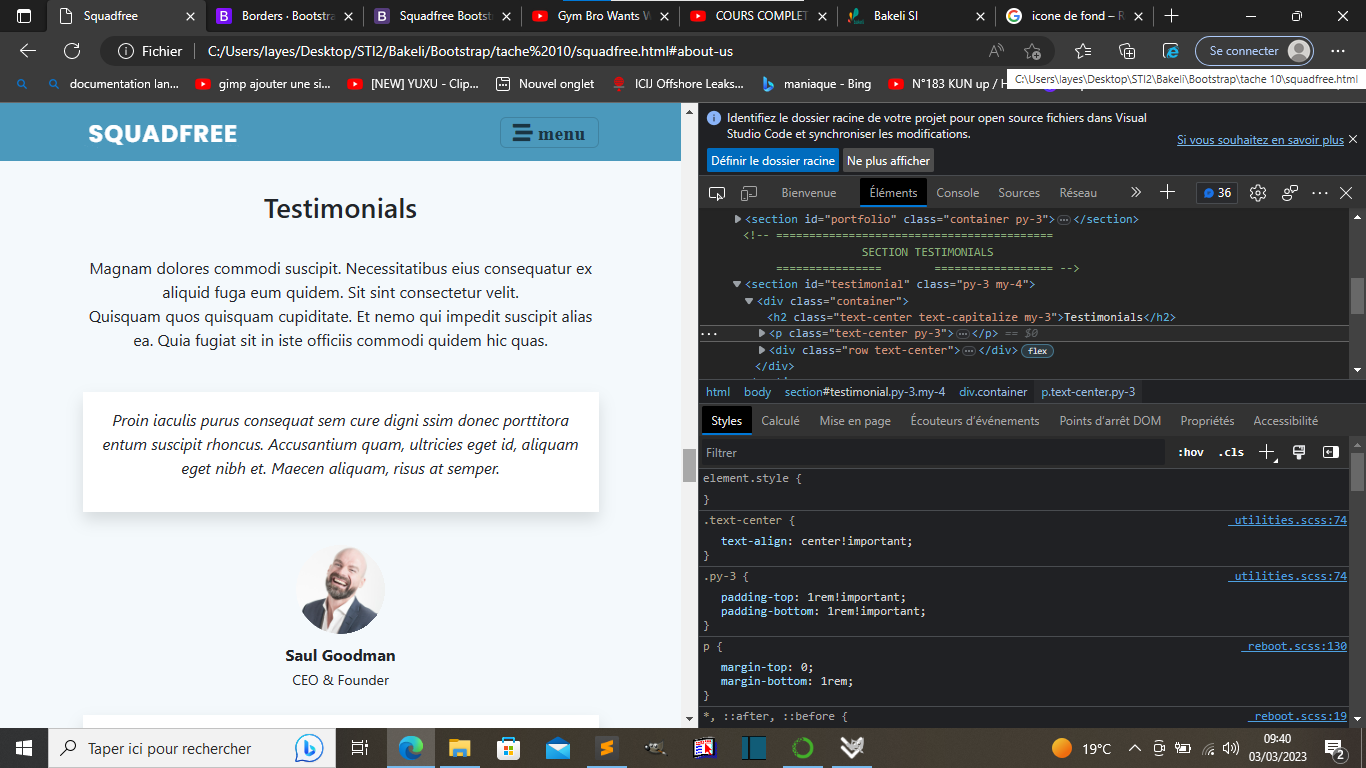 Squadfree
Borders · Bootstra
Squadfree Bootst
Gym Bro Wants W
COURS COMPLET
Bakeli SI
icone de fond – R
Fichier
C:/Users/layes/Desktop/STI2/Bakeli/Bootstrap/tache%2010/squadfree.html#about-us
Se connecter
documentation lan...
gimp ajouter une si...
[NEW] YUXU - Clip...
Nouvel onglet
ICIJ Offshore Leaks...
maniaque - Bing
N°183 KUN up / H
C:\Users\layes\Desktop\STI2\Bakeli\Bootstrap\tache 10\squadfree.html
SQUADFREE
menu
Testimonials
Magnam dolores commodi suscipit. Necessitatibus eius consequatur ex
aliquid fuga eum quidem. Sit sint consectetur velit.
Quisquam quos quisquam cupiditate. Et nemo qui impedit suscipit alias
ea. Quia fugiat sit in iste officiis commodi quidem hic quas.
Proin iaculis purus consequat sem cure digni ssim donec porttitora
entum suscipit rhoncus. Accusantium quam, ultricies eget id, aliquam
eget nibh et. Maecen aliquam, risus at semper.
Saul Goodman
CEO & Founder
Identifiez le dossier racine de votre projet pour open source fichiers dans Visual
Studio Code et synchroniser les modifications.
Si vous souhaitez en savoir plus
Définir le dossier racine
Ne plus afficher
Bienvenue
Éléments
Console
Sources
Réseau
36
<section id="portfolio" class="container py-3"> ... </section>
<!-- ==========================================
SECTION TESTIMONIALS
================ ================== -->
<section id="testimonial" class="py-3 my-4">
<div class="container">
<h2 class="text-center text-capitalize my-3">Testimonials</h2>
<p class="text-center py-3"> ... </p> == $0
<div class="row text-center"> ... </div> flex
</div>
html body section#testimonial.py-3.my-4 div.container p.text-center.py-3
Styles
Calculé
Mise en page
Écouteurs d'événements
Points d'arrêt DOM
Propriétés
Accessibilité
Filtrer
:hov
.cls
element.style {
}
.text-center {
_utilities.scss:74
text-align: center!important;
}
.py-3 {
_utilities.scss:74
padding-top: 1rem!important;
padding-bottom: 1rem!important;
}
p {
_reboot.scss:130
margin-top: 0;
margin-bottom: 1rem;
}
*, ::after, ::before {
_reboot.scss:19
Taper ici pour rechercher
19°C
09:40
03/03/2023
2